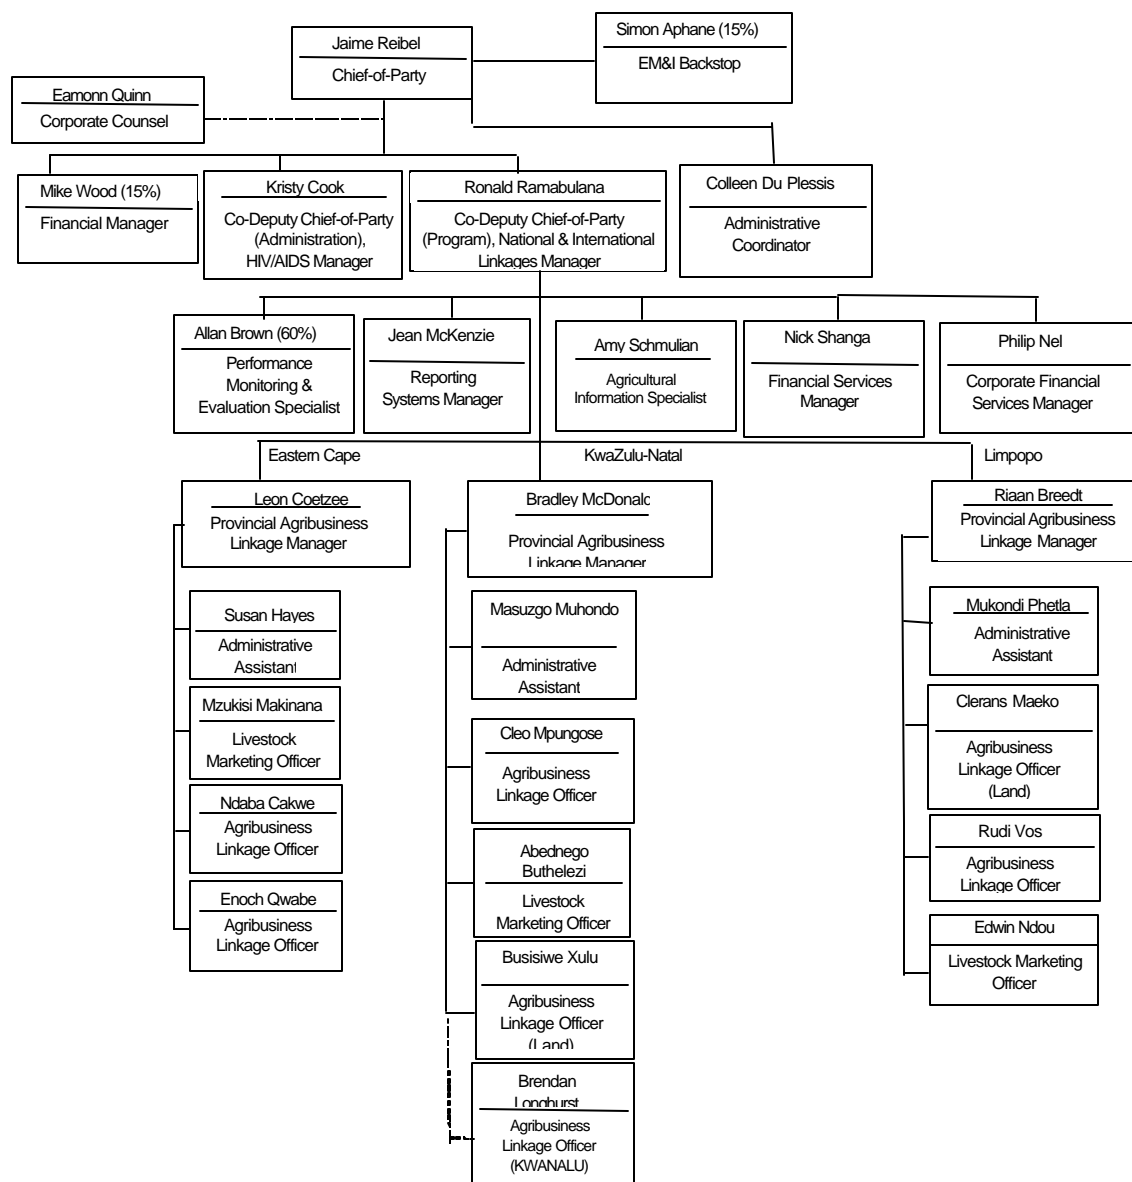 Jaime Reibel
Chief-of-Party
Simon Aphane (15%)
EM&I Backstop
Eamonn Quinn
Corporate Counsel
Mike Wood (15%)
Financial Manager
Kristy Cook
Co-Deputy Chief-of-Party
(Administration),
HIV/AIDS Manager
Ronald Ramabulana
Co-Deputy Chief-of-Party
(Program), National & International
Linkages Manager
Colleen Du Plessis
Administrative
Coordinator
Allan Brown (60%)
Performance
Monitoring &
Evaluation Specialist
Jean McKenzie
Reporting
Systems Manager
Amy Schmulian
Agricultural
Information Specialist
Nick Shanga
Financial Services
Manager
Philip Nel
Corporate Financial
Services Manager
Eastern Cape
KwaZulu-Natal
Limpopo
Leon Coetzee
Provincial Agribusiness
Linkage Manager
Susan Hayes
Administrative
Assistant
Mzukisi Makinana
Livestock
Marketing Officer
Ndaba Cakwe
Agribusiness
Linkage Officer
Enoch Qwabe
Agribusiness
Linkage Officer
Bradley McDonald
Provincial Agribusiness
Linkage Manager
Masuzgo Muhondo
Administrative
Assistant
Cleo Mpungose
Agribusiness
Linkage Officer
Abednego
Buthelezi
Livestock
Marketing Officer
Busisiwe Xulu
Agribusiness
Linkage Officer
(Land)
Brendan
Longhurst
Agribusiness
Linkage Officer
(KWANALU)
Riaan Breedt
Provincial Agribusiness
Linkage Manager
Mukondi Phetla
Administrative
Assistant
Clerans Maeko
Agribusiness
Linkage Officer
(Land)
Rudi Vos
Agribusiness
Linkage Officer
Edwin Ndou
Livestock Marketing
Officer